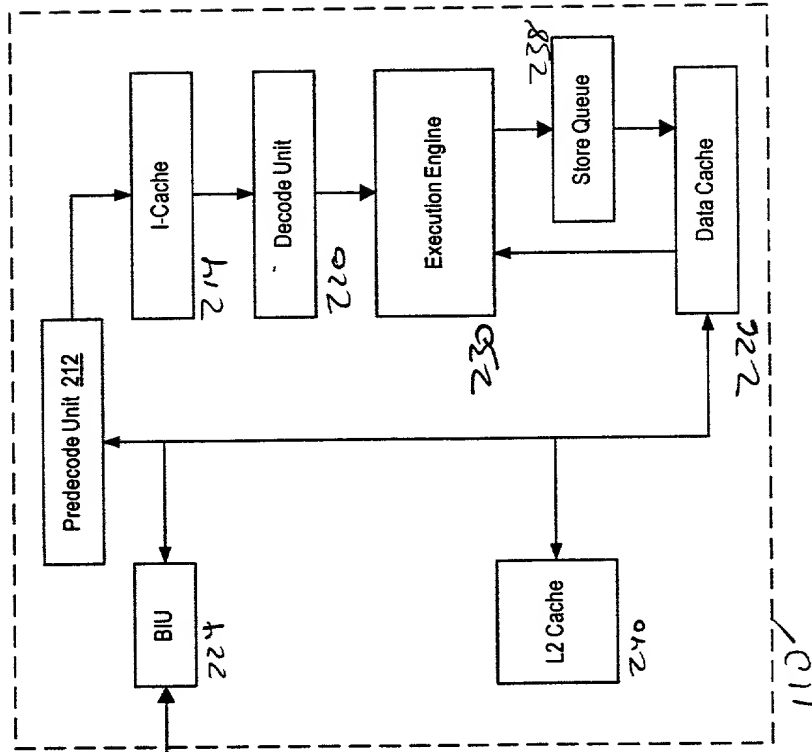 110
L2 Cache
240
BIU
224
Predecode Unit 212
I-Cache
214
Decode Unit
220
Execution Engine
230
Store Queue
238
Data Cache
226